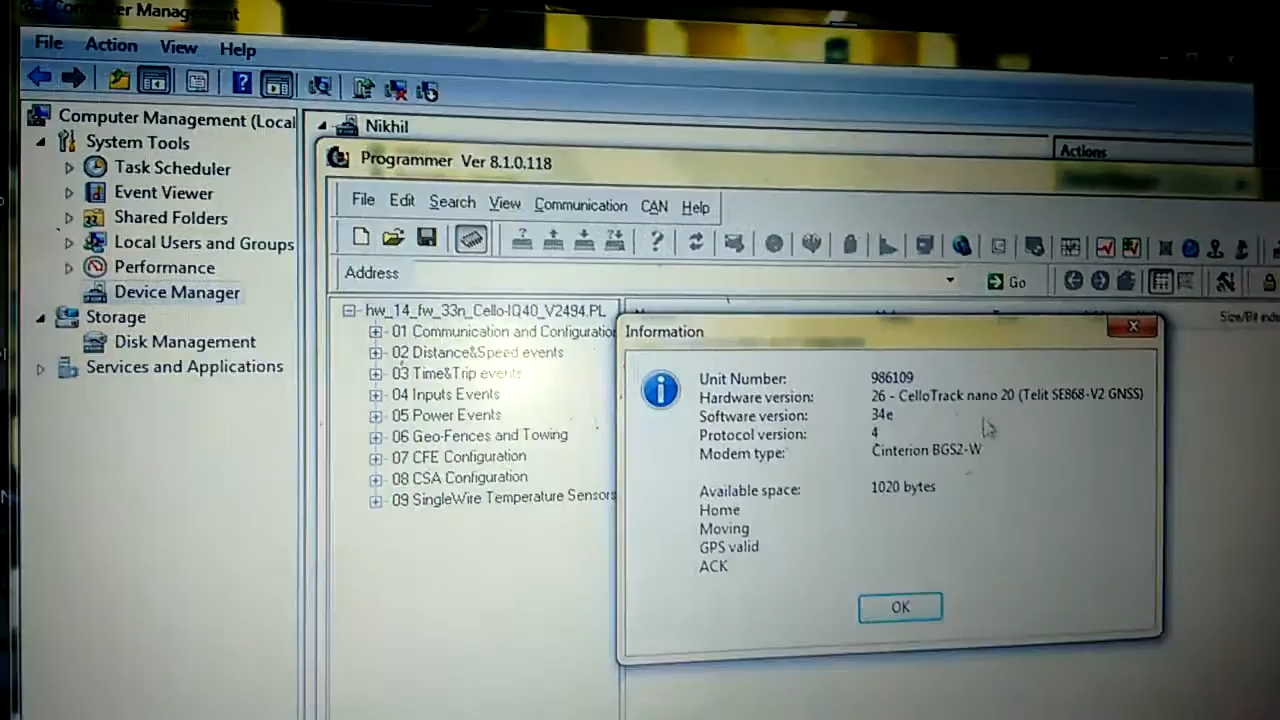 Computer Management
File Action View Help
Computer Management (Local
System Tools
Task Scheduler
Event Viewer
Shared Folders
Local Users and Groups
Performance
Device Manager
Storage
Disk Management
Services and Applications
Nikhil
Actions
Programmer Ver 8.1.0.118
File Edit Search View Communication CAN Help
Address
Go
hw_14_fw_33n_Cello-IQ40_V2494.PL
01 Communication and Configuration
02 Distance&Speed events
03 Time&Trip events
04 Inputs Events
05 Power Events
06 Geo-Fences and Towing
07 CFE Configuration
08 CSA Configuration
09 SingleWire Temperature Sensors
Size/Bit inde
Information
Unit Number: 986109
Hardware version: 26 - CelloTrack nano 20 (Telit SE868-V2 GNSS)
Software version: 34e
Protocol version: 4
Modem type: Cinterion BGS2-W
Available space: 1020 bytes
Home
Moving
GPS valid
ACK
OK